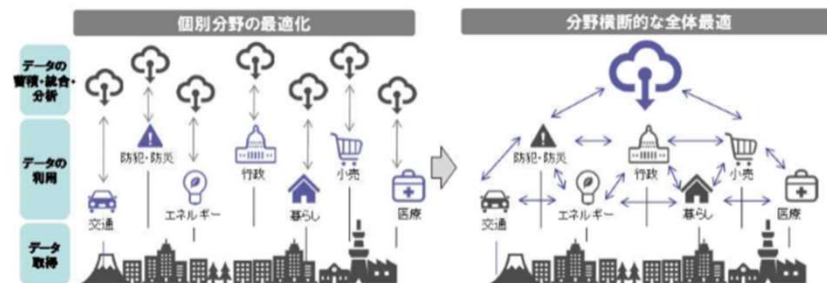 個別分野の最適化
分野横断的な全体最適
データの
蓄積・統合・
分析
データの
利用
データ
取得
防犯・防災
行政
小売
交通
エネルギー
暮らし
医療
防犯・防災
行政
小売
交通
エネルギー
暮らし
医療